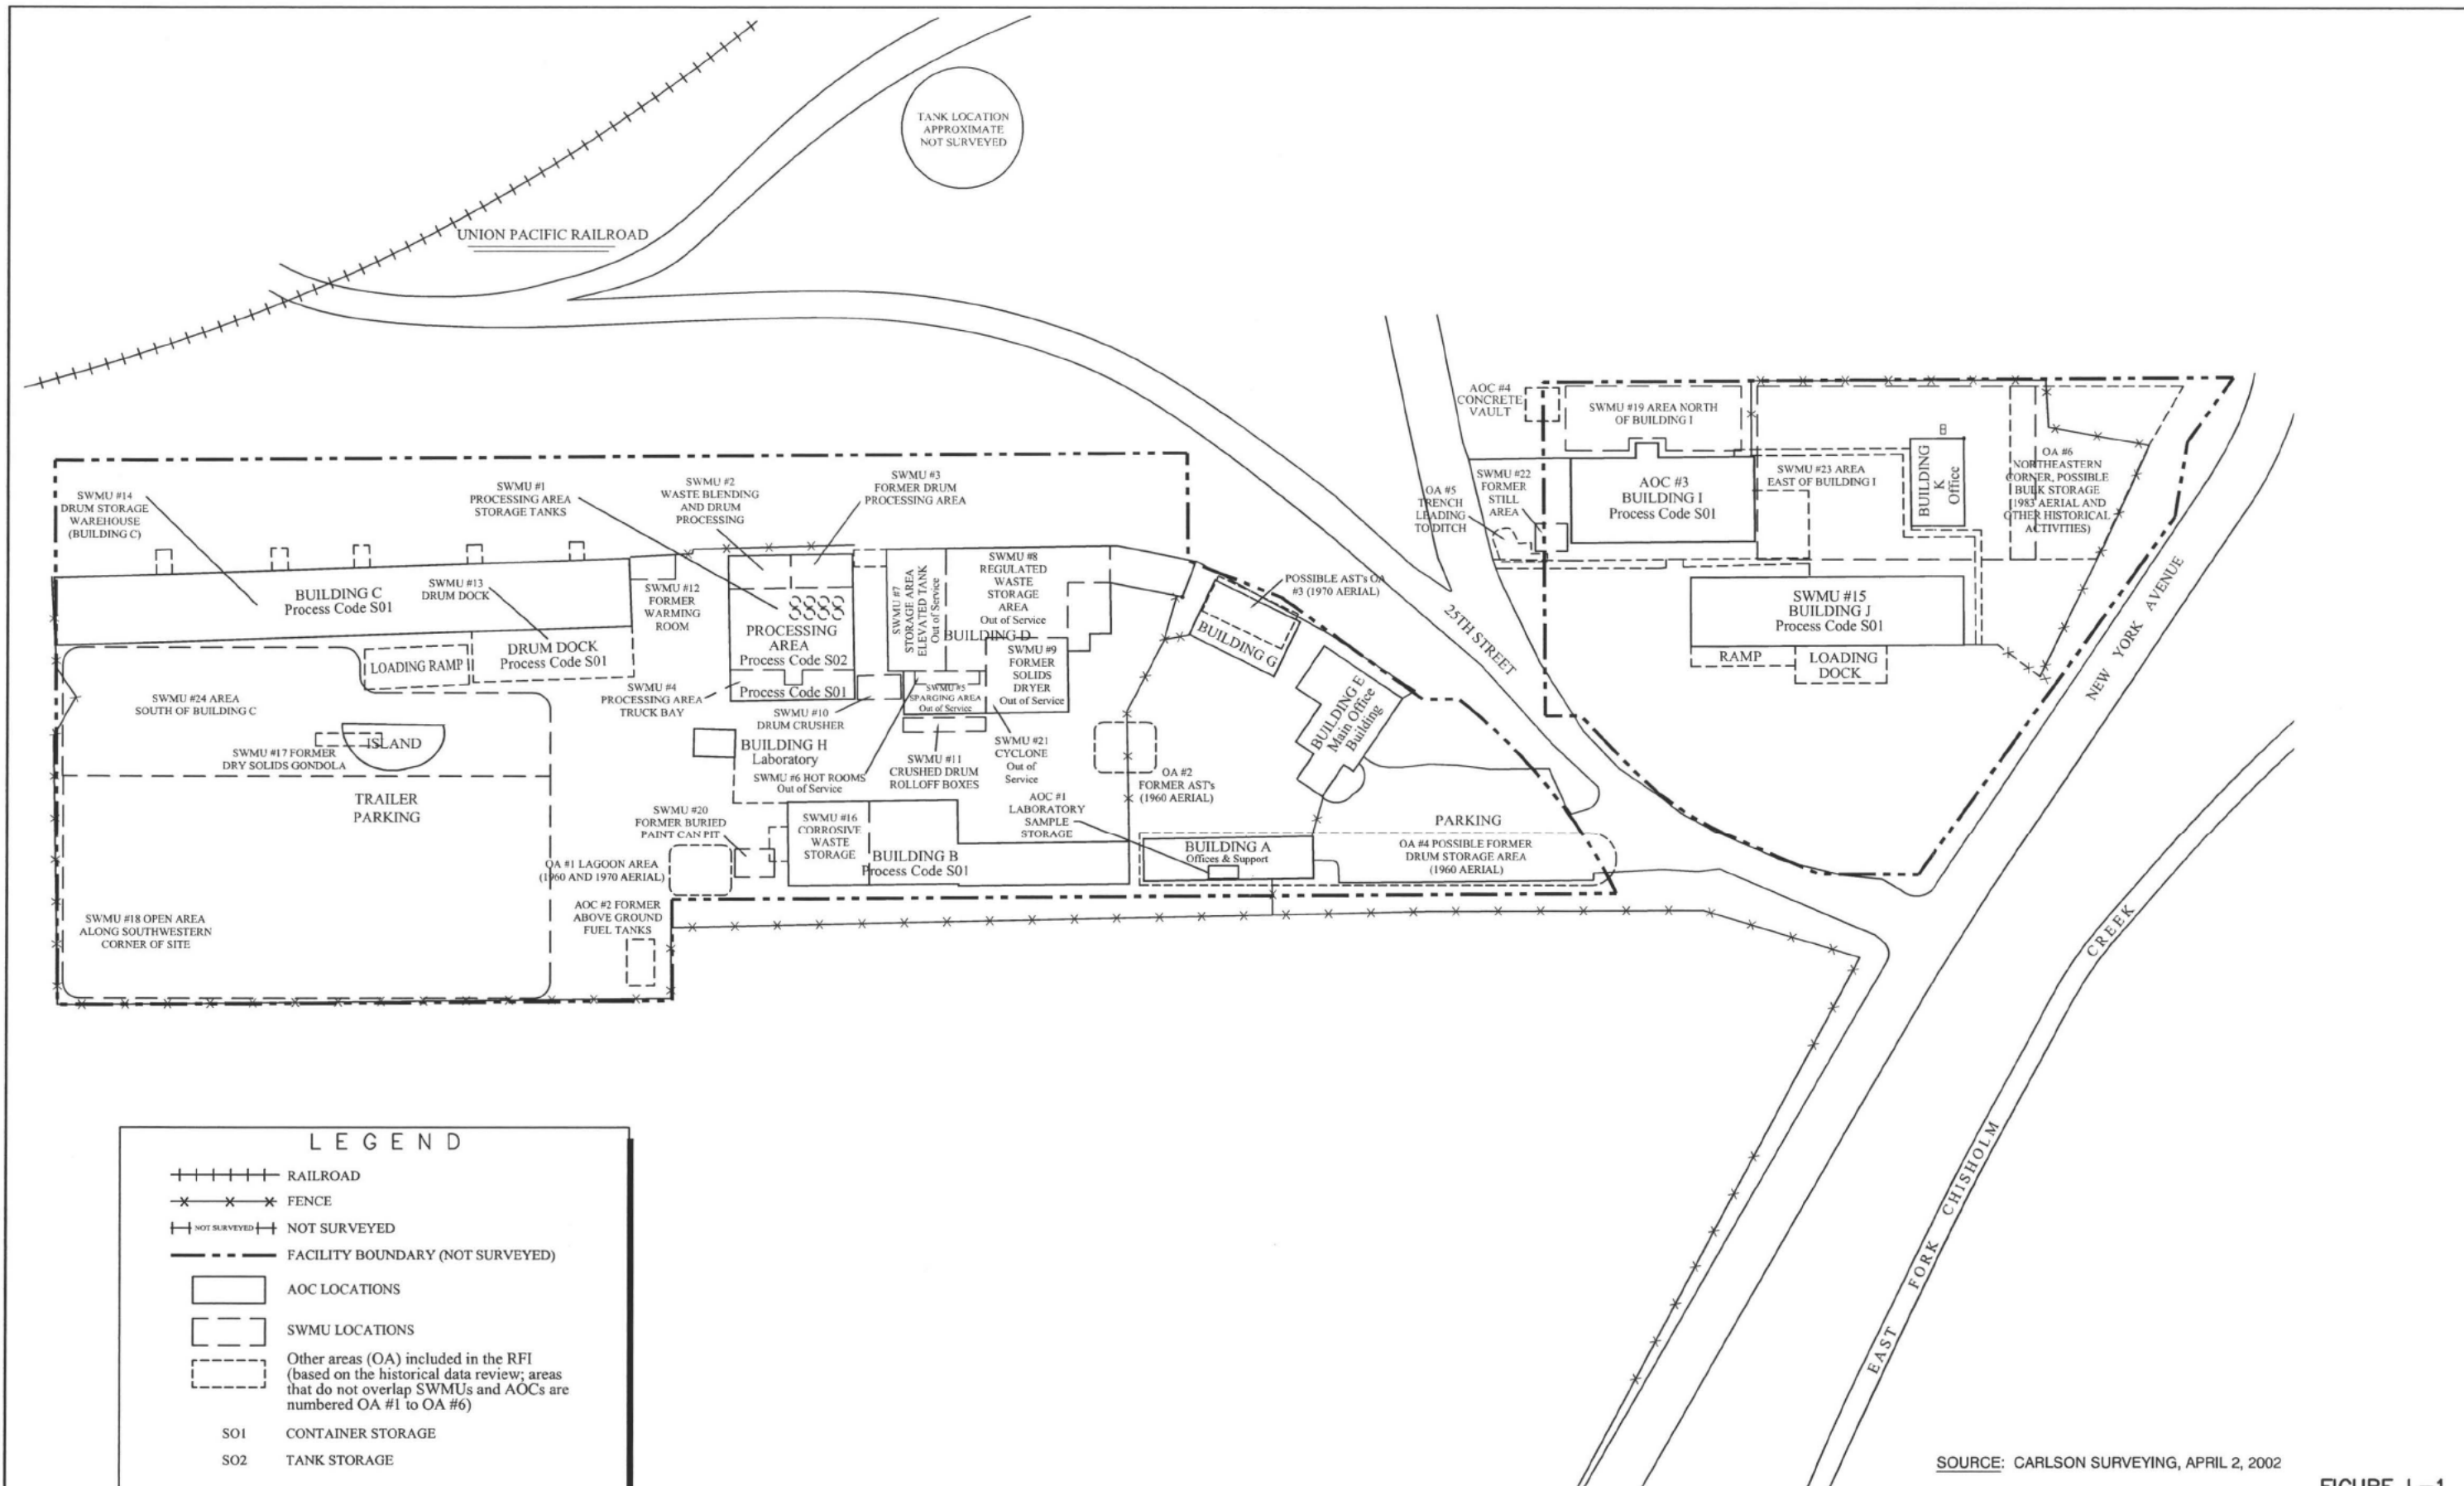 TANK LOCATION
APPROXIMATE
NOT SURVEYED
UNION PACIFIC RAILROAD
SWMU #14
DRUM STORAGE
WAREHOUSE
(BUILDING C)
SWMU #1
PROCESSING AREA
STORAGE TANKS
SWMU #2
WASTE BLENDING
AND DRUM
PROCESSING
SWMU #3
FORMER DRUM
PROCESSING AREA
BUILDING C
Process Code S01
SWMU #13
DRUM DOCK
SWMU #12
FORMER
WARMING
ROOM
PROCESSING
AREA
Process Code S02
Process Code S01
SWMU #7
STORAGE AREA
ELEVATED TANK
Out of Service
SWMU #8
REGULATED
WASTE
STORAGE
AREA
Out of Service
BUILDING D
SWMU #9
FORMER
SOLIDS
DRYER
Out of Service
LOADING RAMP
DRUM DOCK
Process Code S01
SWMU #4
PROCESSING AREA
TRUCK BAY
SWMU #5
SPARGING AREA
Out of Service
SWMU #10
DRUM CRUSHER
SWMU #24 AREA
SOUTH OF BUILDING C
ISLAND
SWMU #17 FORMER
DRY SOLIDS GONDOLA
TRAILER
PARKING
BUILDING H
Laboratory
SWMU #6 HOT ROOMS
Out of Service
SWMU #11
CRUSHED DRUM
ROLLOFF BOXES
SWMU #21
CYCLONE
Out of
Service
OA #2
FORMER AST's
(1960 AERIAL)
AOC #1
LABORATORY
SAMPLE
STORAGE
SWMU #20
FORMER BURIED
PAINT CAN PIT
SWMU #16
CORROSIVE
WASTE
STORAGE
BUILDING B
Process Code S01
OA #1 LAGOON AREA
(1960 AND 1970 AERIAL)
AOC #2 FORMER
ABOVE GROUND
FUEL TANKS
SWMU #18 OPEN AREA
ALONG SOUTHWESTERN
CORNER OF SITE
BUILDING A
Offices & Support
PARKING
OA #4 POSSIBLE FORMER
DRUM STORAGE AREA
(1960 AERIAL)
POSSIBLE AST's OA
#3 (1970 AERIAL)
BUILDING G
BUILDING E
Main Office
Building
25TH STREET
AOC #4
CONCRETE
VAULT
SWMU #19 AREA NORTH
OF BUILDING I
OA #5
TRENCH
LEADING
TO DITCH
SWMU #22
FORMER
STILL
AREA
AOC #3
BUILDING I
Process Code S01
SWMU #23 AREA
EAST OF BUILDING I
BUILDING
K
Office
OA #6
NORTHEASTERN
CORNER, POSSIBLE
BULK STORAGE
(1983 AERIAL AND
OTHER HISTORICAL
ACTIVITIES)
SWMU #15
BUILDING J
Process Code S01
RAMP
LOADING
DOCK
NEW YORK AVENUE
EAST FORK CHISHOLM CREEK
LEGEND
RAILROAD
FENCE
NOT SURVEYED NOT SURVEYED
FACILITY BOUNDARY (NOT SURVEYED)
AOC LOCATIONS
SWMU LOCATIONS
Other areas (OA) included in the RFI
(based on the historical data review; areas
that do not overlap SWMUs and AOCs are
numbered OA #1 to OA #6)
SO1 CONTAINER STORAGE
SO2 TANK STORAGE
SOURCE: CARLSON SURVEYING, APRIL 2, 2002